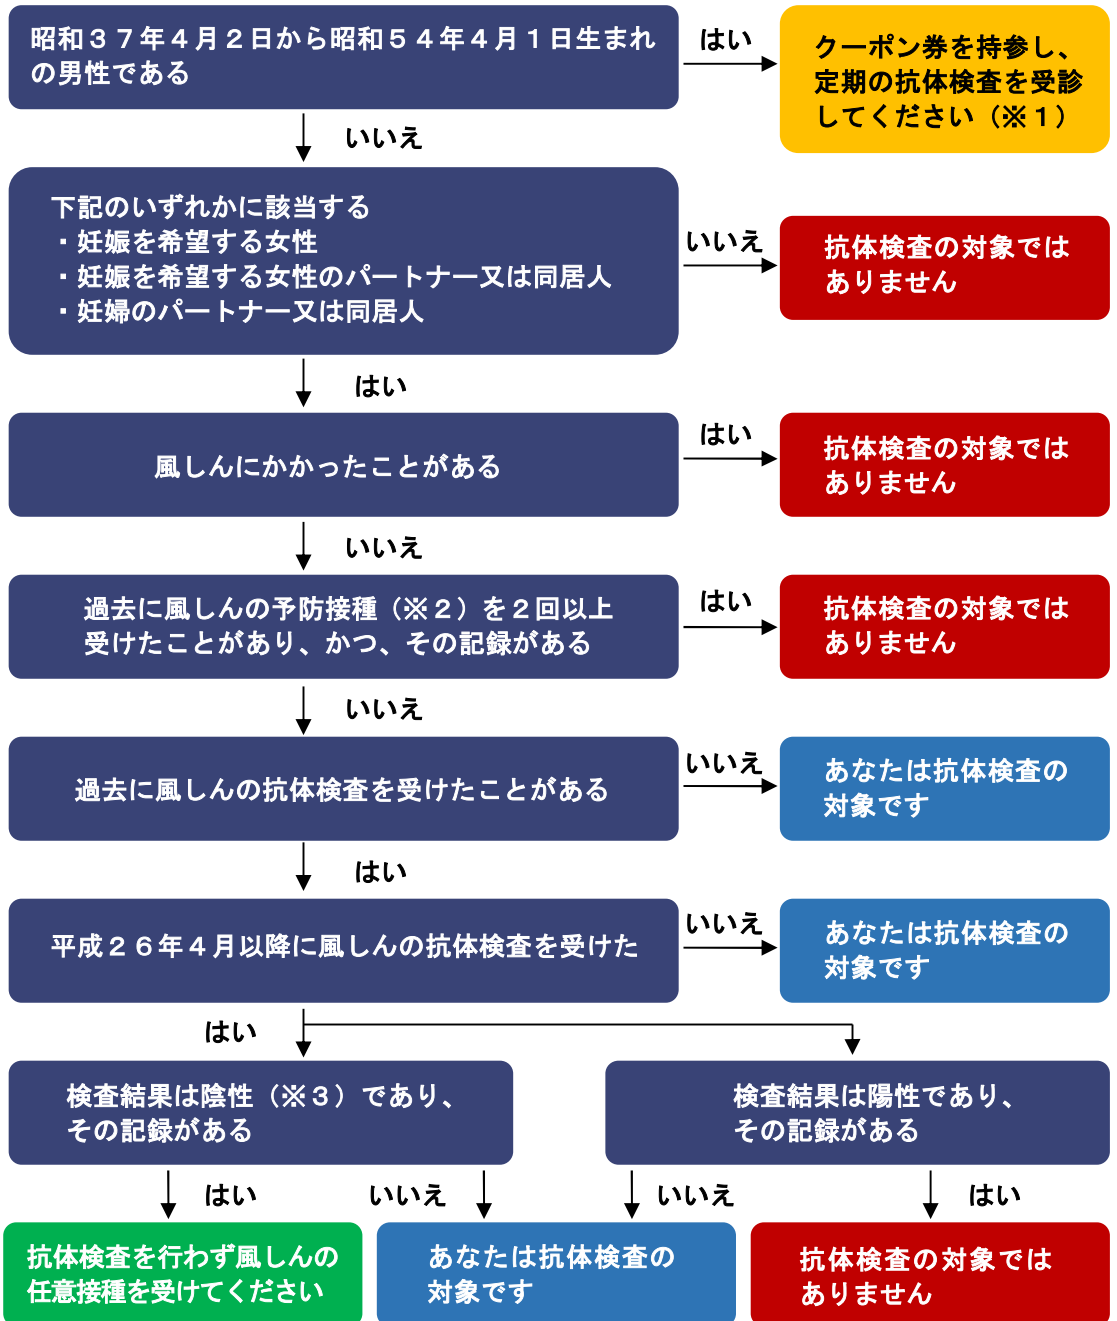 昭和３７年４月２日から昭和５４年４月１日生まれ
の男性である
はい
クーポン券を持参し、
定期の抗体検査を受診
してください（※１）
いいえ
下記のいずれかに該当する
・妊娠を希望する女性
・妊娠を希望する女性のパートナー又は同居人
・妊婦のパートナー又は同居人
いいえ
抗体検査の対象では
ありません
はい
風しんにかかったことがある
はい
抗体検査の対象では
ありません
いいえ
過去に風しんの予防接種（※２）を２回以上
受けたことがあり、かつ、その記録がある
はい
抗体検査の対象では
ありません
いいえ
過去に風しんの抗体検査を受けたことがある
いいえ
あなたは抗体検査の
対象です
はい
平成２６年４月以降に風しんの抗体検査を受けた
いいえ
あなたは抗体検査の
対象です
はい
検査結果は陰性（※３）であり、
その記録がある
検査結果は陽性であり、
その記録がある
はい
いいえ
いいえ
はい
抗体検査を行わず風しんの
任意接種を受けてください
あなたは抗体検査の
対象です
抗体検査の対象では
ありません